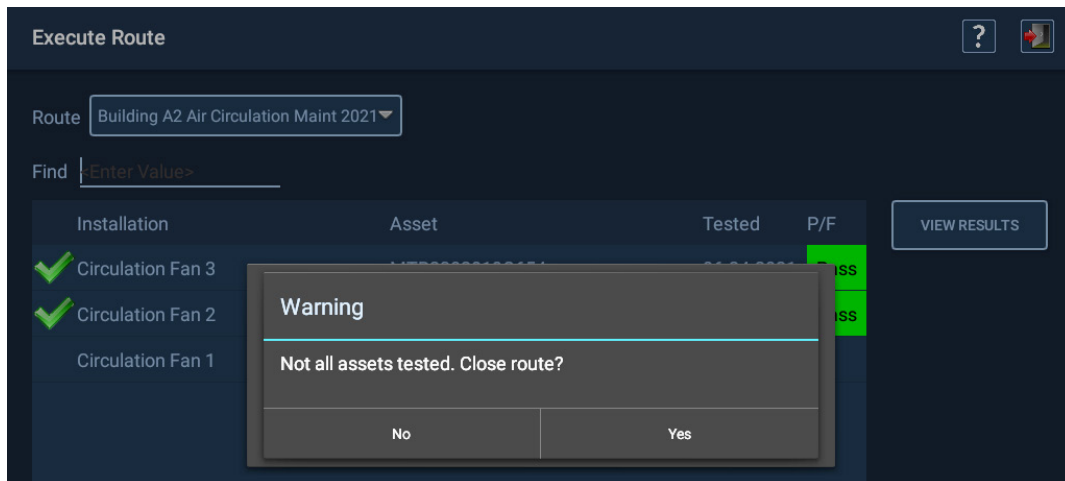 Execute Route
?
Route Building A2 Air Circulation Maint 2021
Find <Enter Value>
Installation Asset Tested P/F VIEW RESULTS
Circulation Fan 3
Circulation Fan 2
Circulation Fan 1
Warning
Not all assets tested. Close route?
No Yes